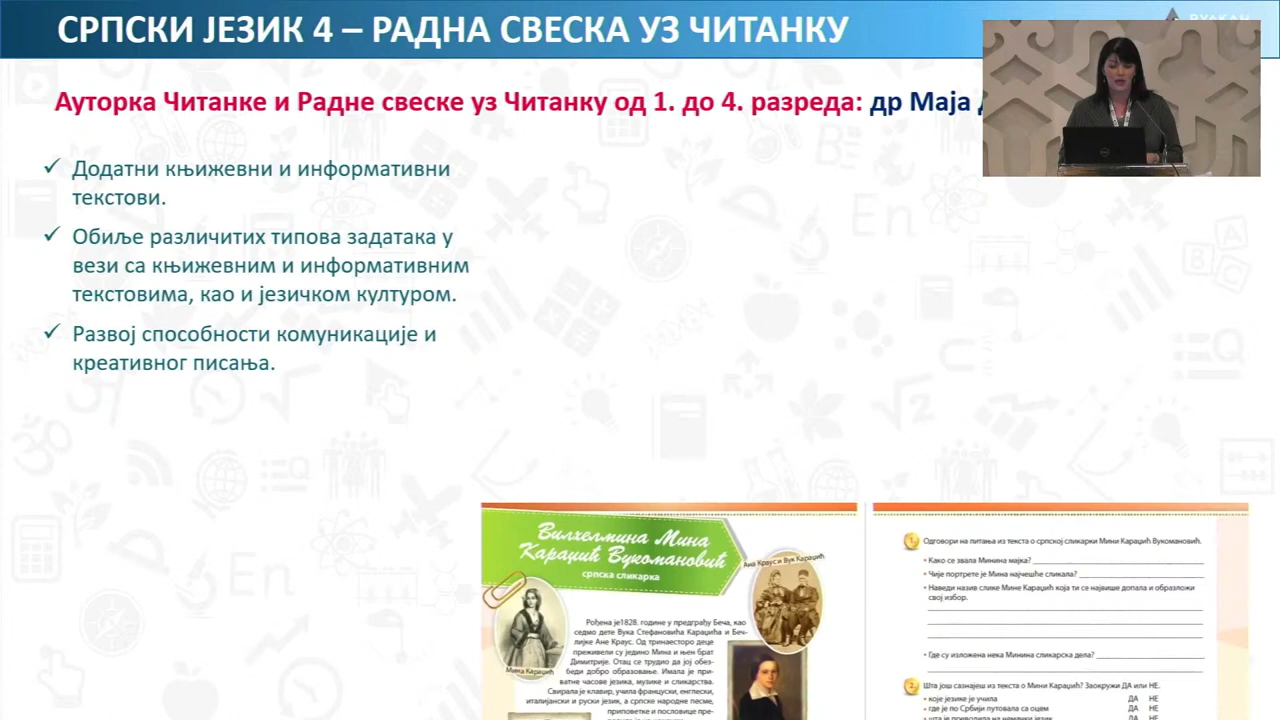 СРПСКИ ЈЕЗИК 4 – РАДНА СВЕСКА УЗ ЧИТАНКУ
Ауторка Читанке и Радне свеске уз Читанку од 1. до 4. разреда: др Маја
Додатни књижевни и информативни
текстови.
Обиље различитих типова задатака у
вези са књижевним и информативним
текстовима, као и језичком културом.
Развој способности комуникације и
креативног писања.
Вилхелмина Мина
Караџић Вукомановић
српска сликарка
Ана Краус и Вук Караџић
Мина Караџић
Рођена је1828. године у предграђу Беча, као
седмо дете Вука Стефановића Караџића и Беч-
лијке Ане Краус. Од тринаесторо деце
преживели су једино Мина и њен брат
Димитрије. Отац се трудио да јој обез-
беди добро образовање. Имала је при-
ватне часове језика, музике и сликарства.
Свирала је клавир, учила француски, енглески,
италијански и руски језик, а српске народне песме,
приповетке и пословице пре-
1. Одговори на питања из текста о српској сликарки Мини Караџић Вукомановић.
• Како се звала Минина мајка?
• Чије портрете је Мина најчешће сликала?
• Наведи назив слике Мине Караџић која ти се највише допала и образложи
свој избор.
• Где су изложена нека Минина сликарска дела?
2. Шта још сазнајеш из текста о Мини Караџић? Заокружи ДА или НЕ.
• које језике је учила ДА НЕ
• где је по Србији путовала са оцем ДА НЕ
• шта је преводила на немачки језик ДА НЕ